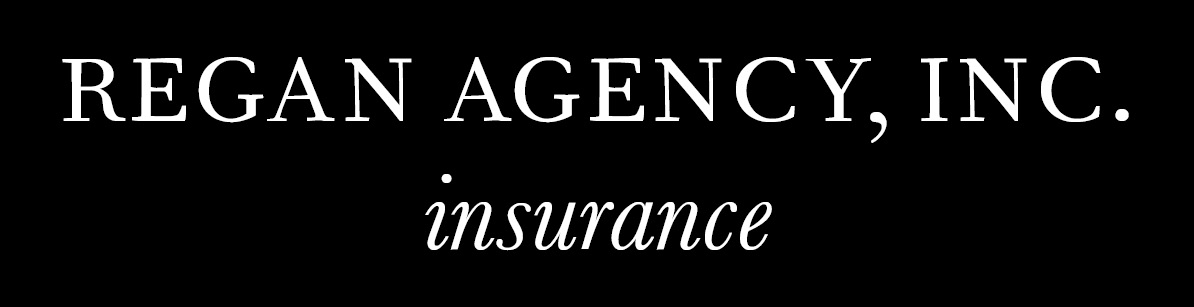 REGAN AGENCY, INC.
insurance